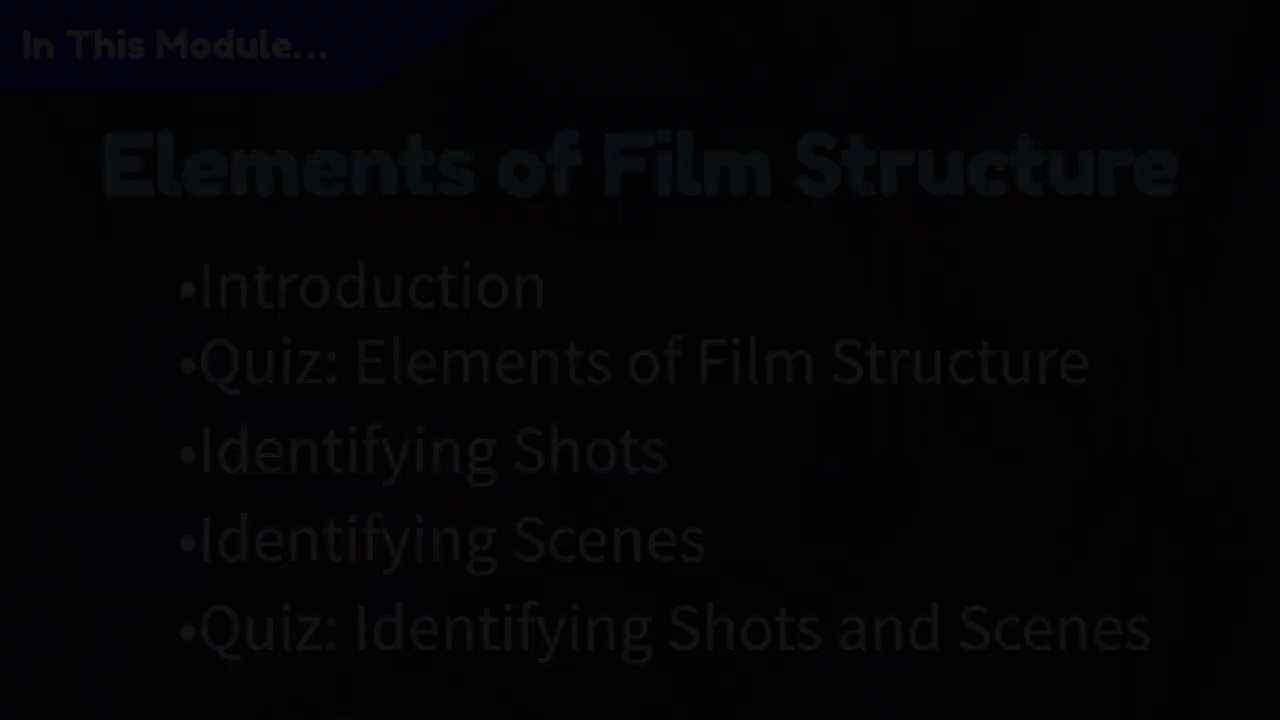 In This Module...
Elements of Film Structure
•Introduction
•Quiz: Elements of Film Structure
•Identifying Shots
•Identifying Scenes
•Quiz: Identifying Shots and Scenes